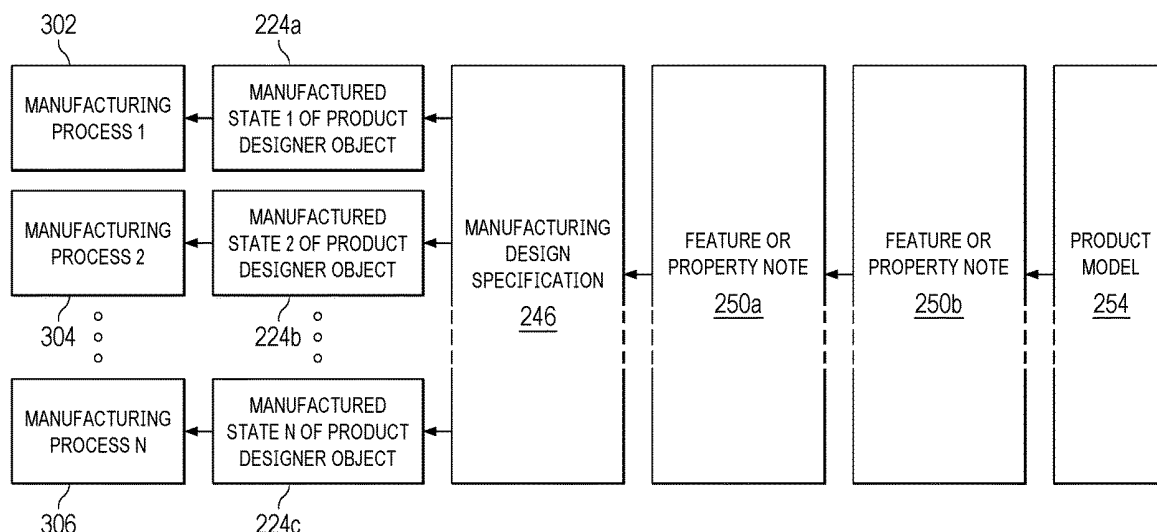 302
224a
MANUFACTURING
PROCESS 1
MANUFACTURED
STATE 1 OF PRODUCT
DESIGNER OBJECT
MANUFACTURING
PROCESS 2
MANUFACTURED
STATE 2 OF PRODUCT
DESIGNER OBJECT
304
224b
MANUFACTURING
PROCESS N
MANUFACTURED
STATE N OF PRODUCT
DESIGNER OBJECT
306
224c
MANUFACTURING
DESIGN
SPECIFICATION
246
FEATURE OR
PROPERTY NOTE
250a
FEATURE OR
PROPERTY NOTE
250b
PRODUCT
MODEL
254